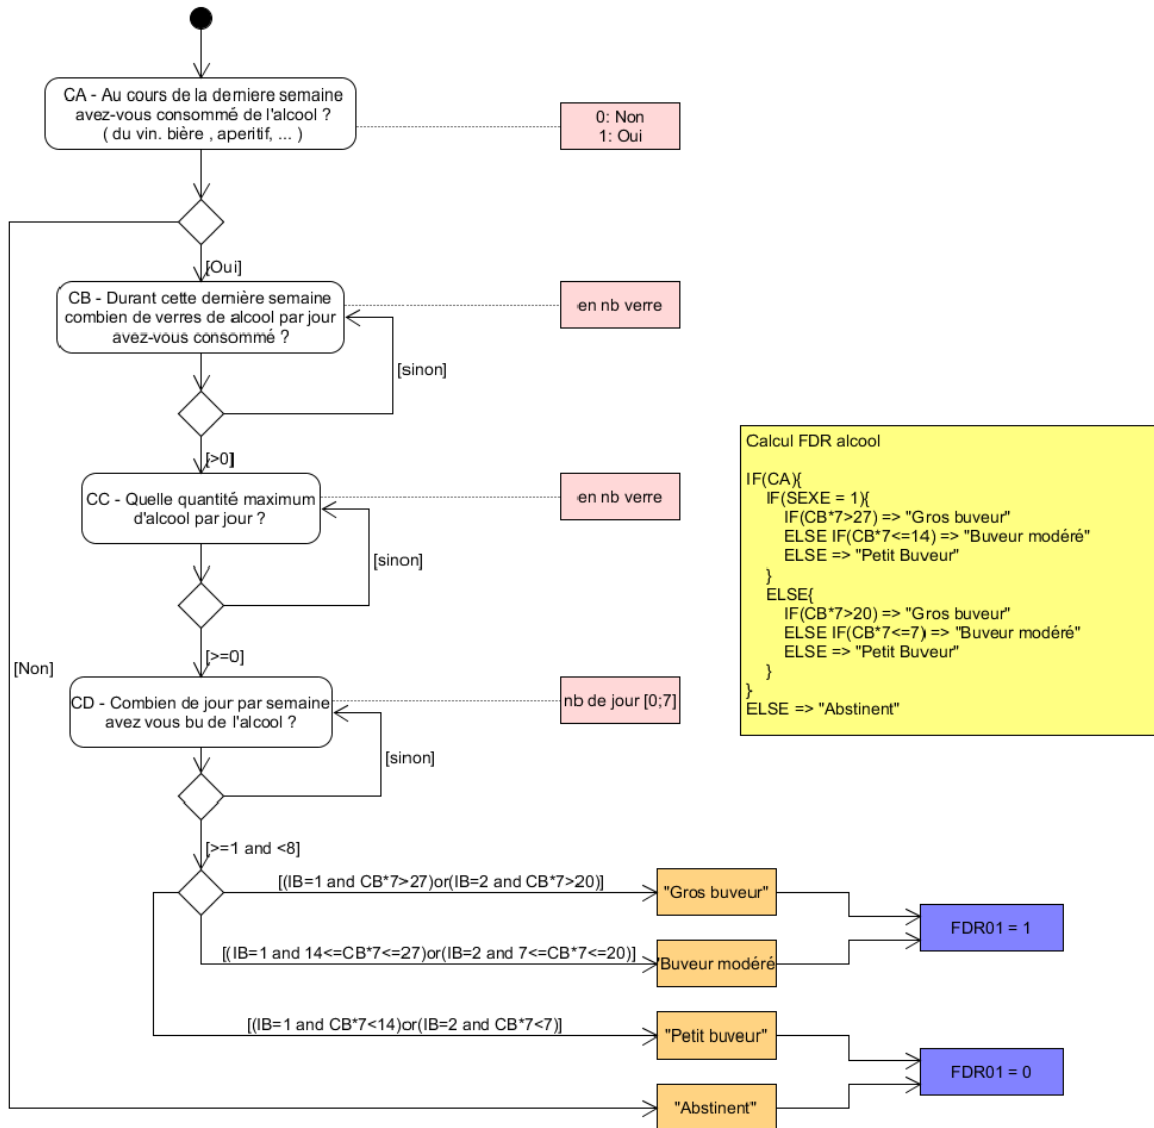 CA - Au cours de la derniere semaine
avez-vous consommé de l'alcool ?
( du vin. bière , aperitif, ... )
0: Non
1: Oui
[Oui]
CB - Durant cette dernière semaine
combien de verres de alcool par jour
avez-vous consommé ?
en nb verre
[sinon]
[>0]
CC - Quelle quantité maximum
d'alcool par jour ?
en nb verre
[sinon]
[>=0]
[Non]
CD - Combien de jour par semaine
avez vous bu de l'alcool ?
nb de jour [0;7]
[sinon]
[>=1 and <8]
Calcul FDR alcool
IF(CA){
IF(SEXE = 1){
IF(CB*7>27) => "Gros buveur"
ELSE IF(CB*7<=14) => "Buveur modéré"
ELSE => "Petit Buveur"
}
ELSE{
IF(CB*7>20) => "Gros buveur"
ELSE IF(CB*7<=7) => "Buveur modéré"
ELSE => "Petit Buveur"
}
}
ELSE => "Abstinent"
[(IB=1 and CB*7>27)or(IB=2 and CB*7>20)]
"Gros buveur"
FDR01 = 1
[(IB=1 and 14<=CB*7<=27)or(IB=2 and 7<=CB*7<=20)]
"Buveur modéré
[(IB=1 and CB*7<14)or(IB=2 and CB*7<7)]
"Petit buveur"
FDR01 = 0
"Abstinent"